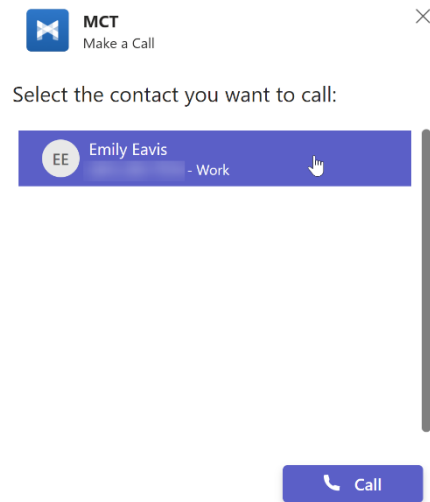 MCT
Make a Call
Select the contact you want to call:
EE
Emily Eavis
- Work
Call